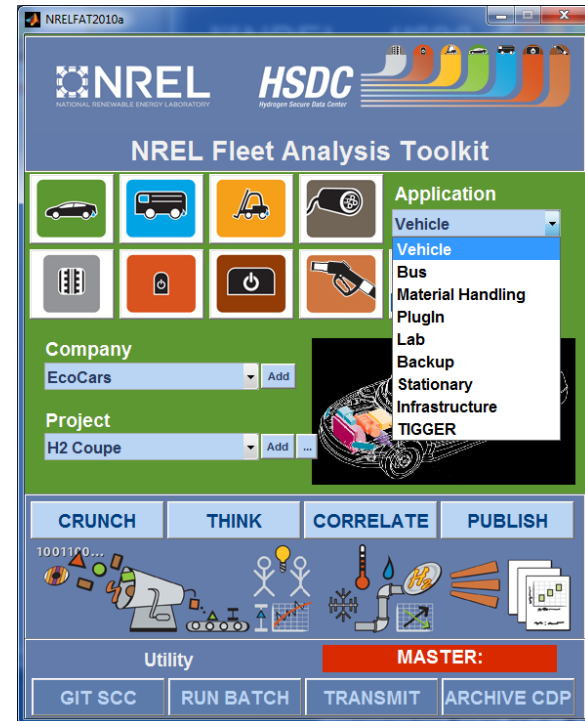 NRELFAT2010a
NREL
NATIONAL RENEWABLE ENERGY LABORATORY
HSDC
Hydrogen Secure Data Center
NREL Fleet Analysis Toolkit
Application
Vehicle
Vehicle
Bus
Material Handling
PlugIn
Lab
Backup
Stationary
Infrastructure
TIGGER
Company
EcoCars
Add
Project
H2 Coupe
Add
...
CRUNCH
THINK
CORRELATE
PUBLISH
1001100...
H2
Utility
MASTER:
GIT SCC
RUN BATCH
TRANSMIT
ARCHIVE CDP